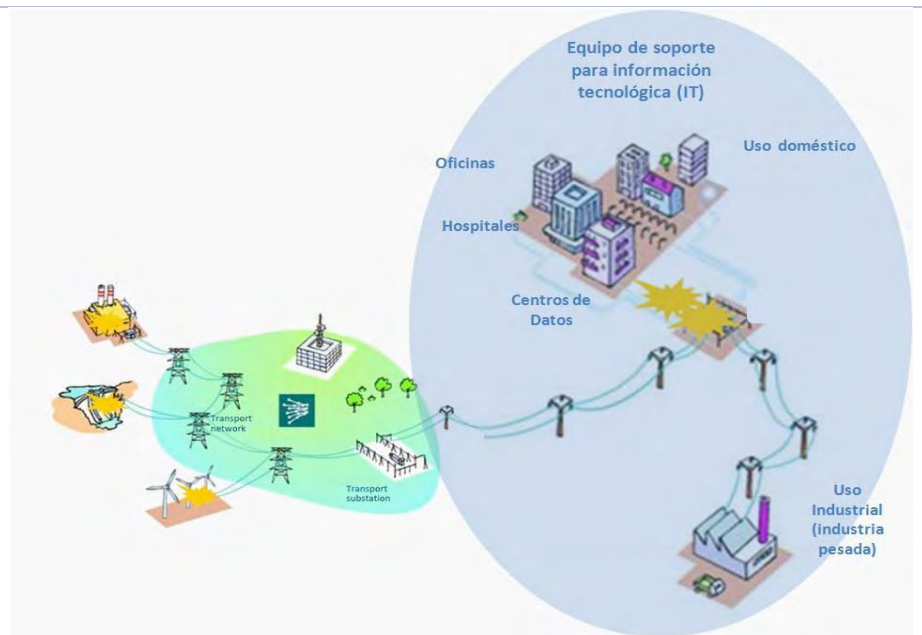 Equipo de soporte
para información
tecnológica (IT)
Uso doméstico
Oficinas
Hospitales
Centros de
Datos
Transport
network
Transport
substation
Uso
Industrial
(industria
pesada)